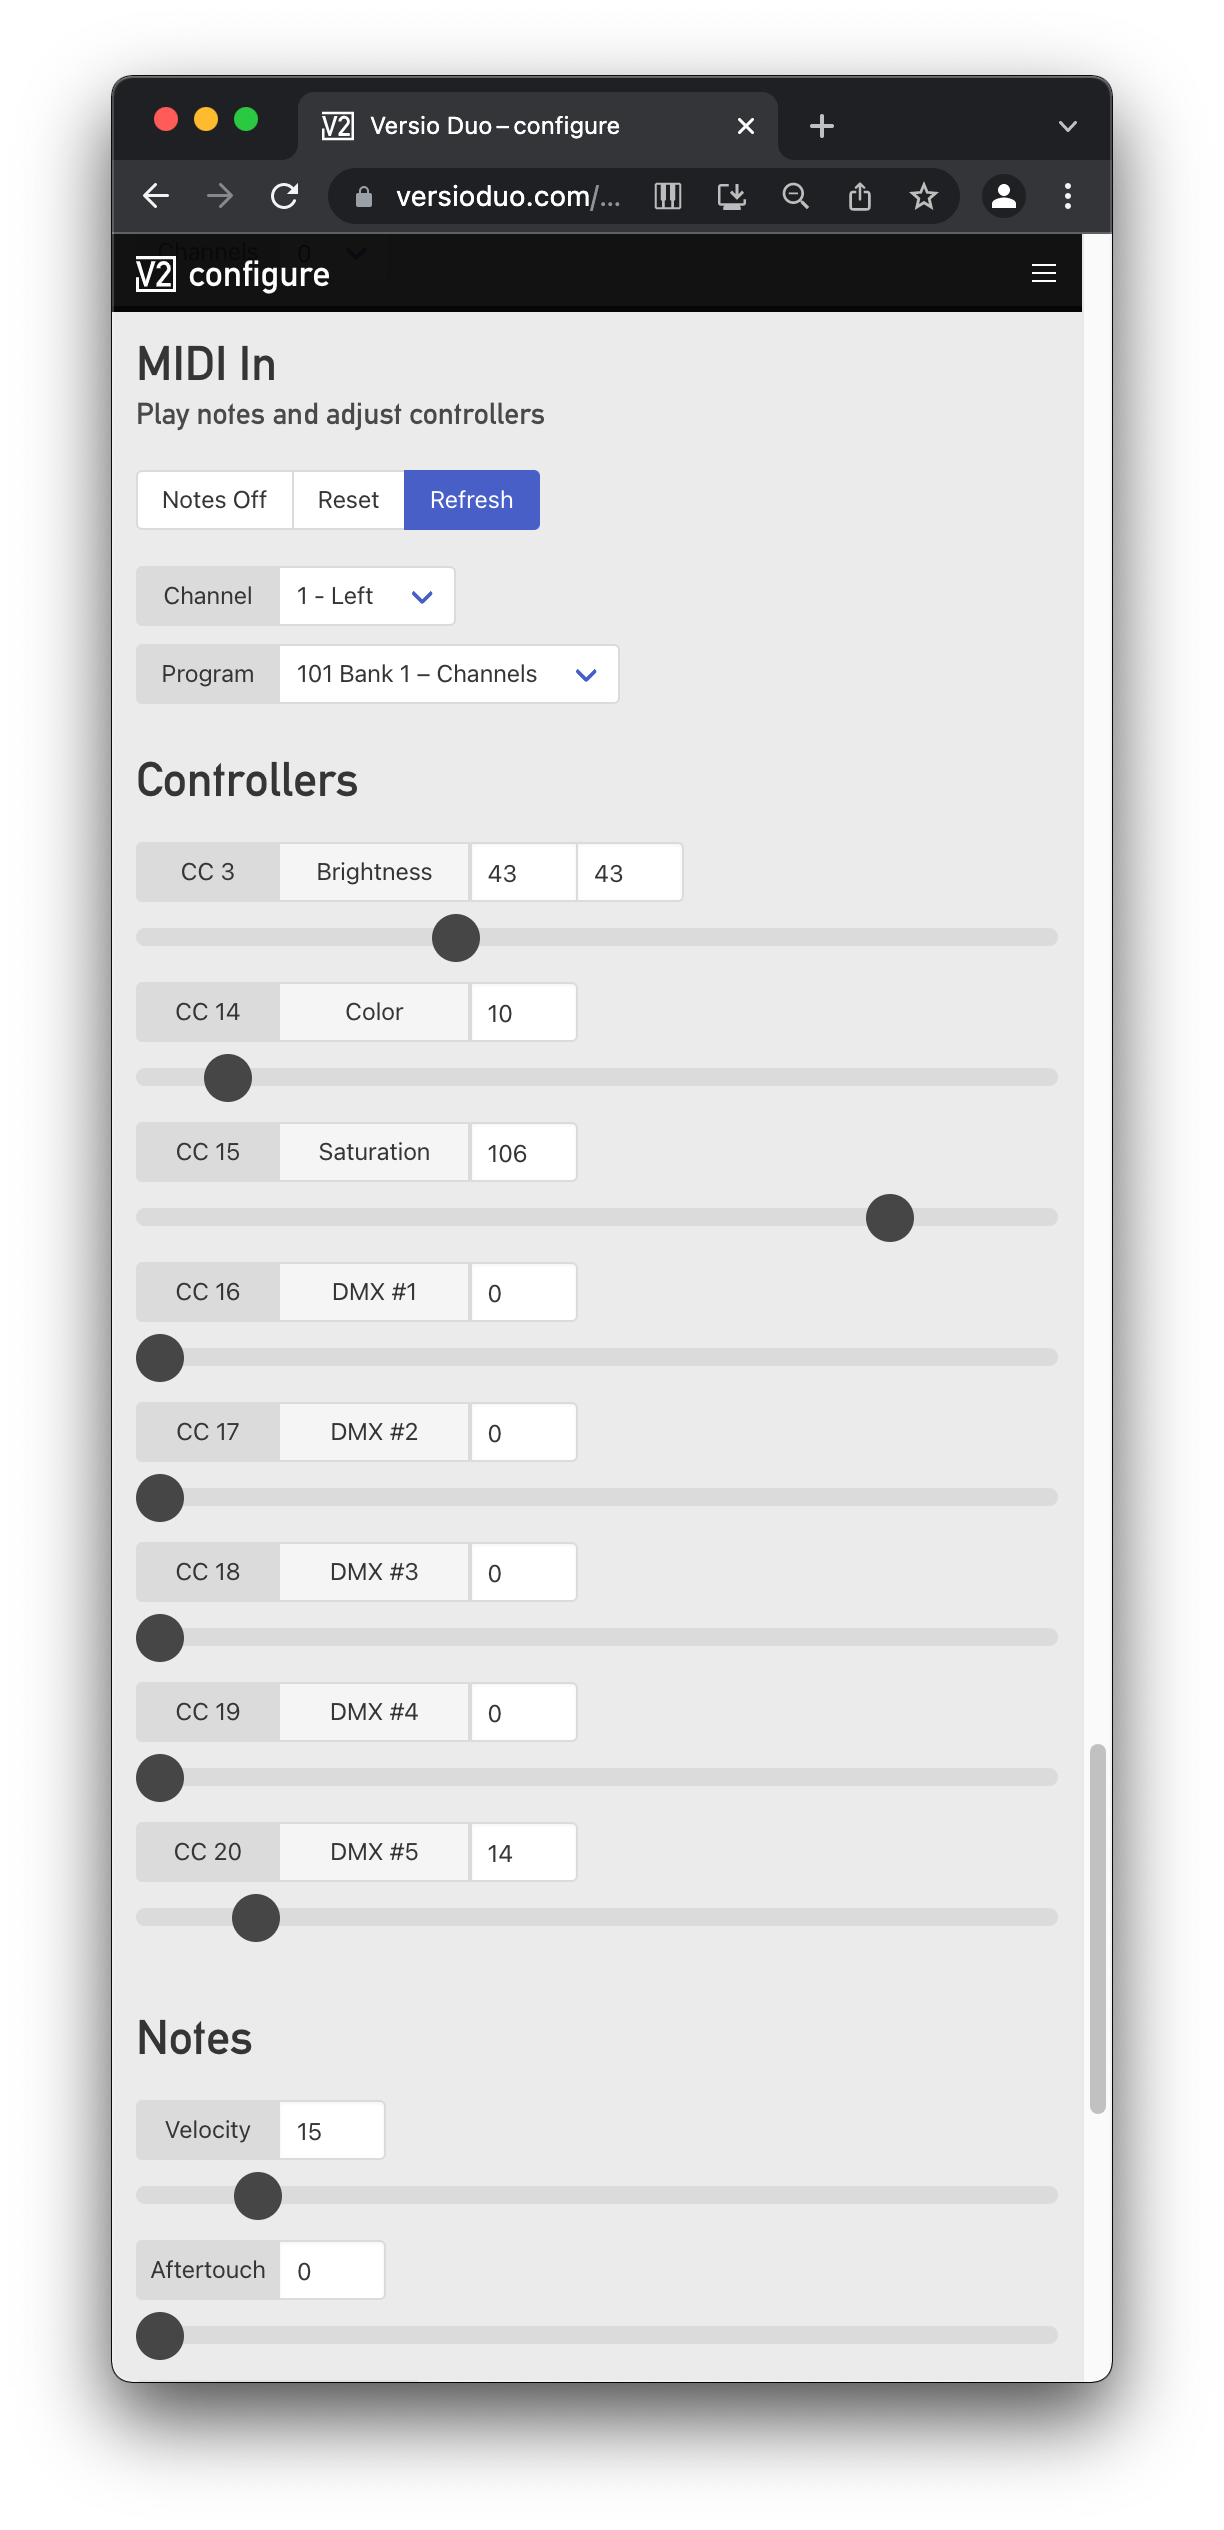 V2 Versio Duo – configure
versioduo.com/...
Channels 0
V2 configure
MIDI In
Play notes and adjust controllers
Notes Off Reset Refresh
Channel 1 - Left
Program 101 Bank 1 – Channels
Controllers
CC 3 Brightness 43 43
CC 14 Color 10
CC 15 Saturation 106
CC 16 DMX #1 0
CC 17 DMX #2 0
CC 18 DMX #3 0
CC 19 DMX #4 0
CC 20 DMX #5 14
Notes
Velocity 15
Aftertouch 0